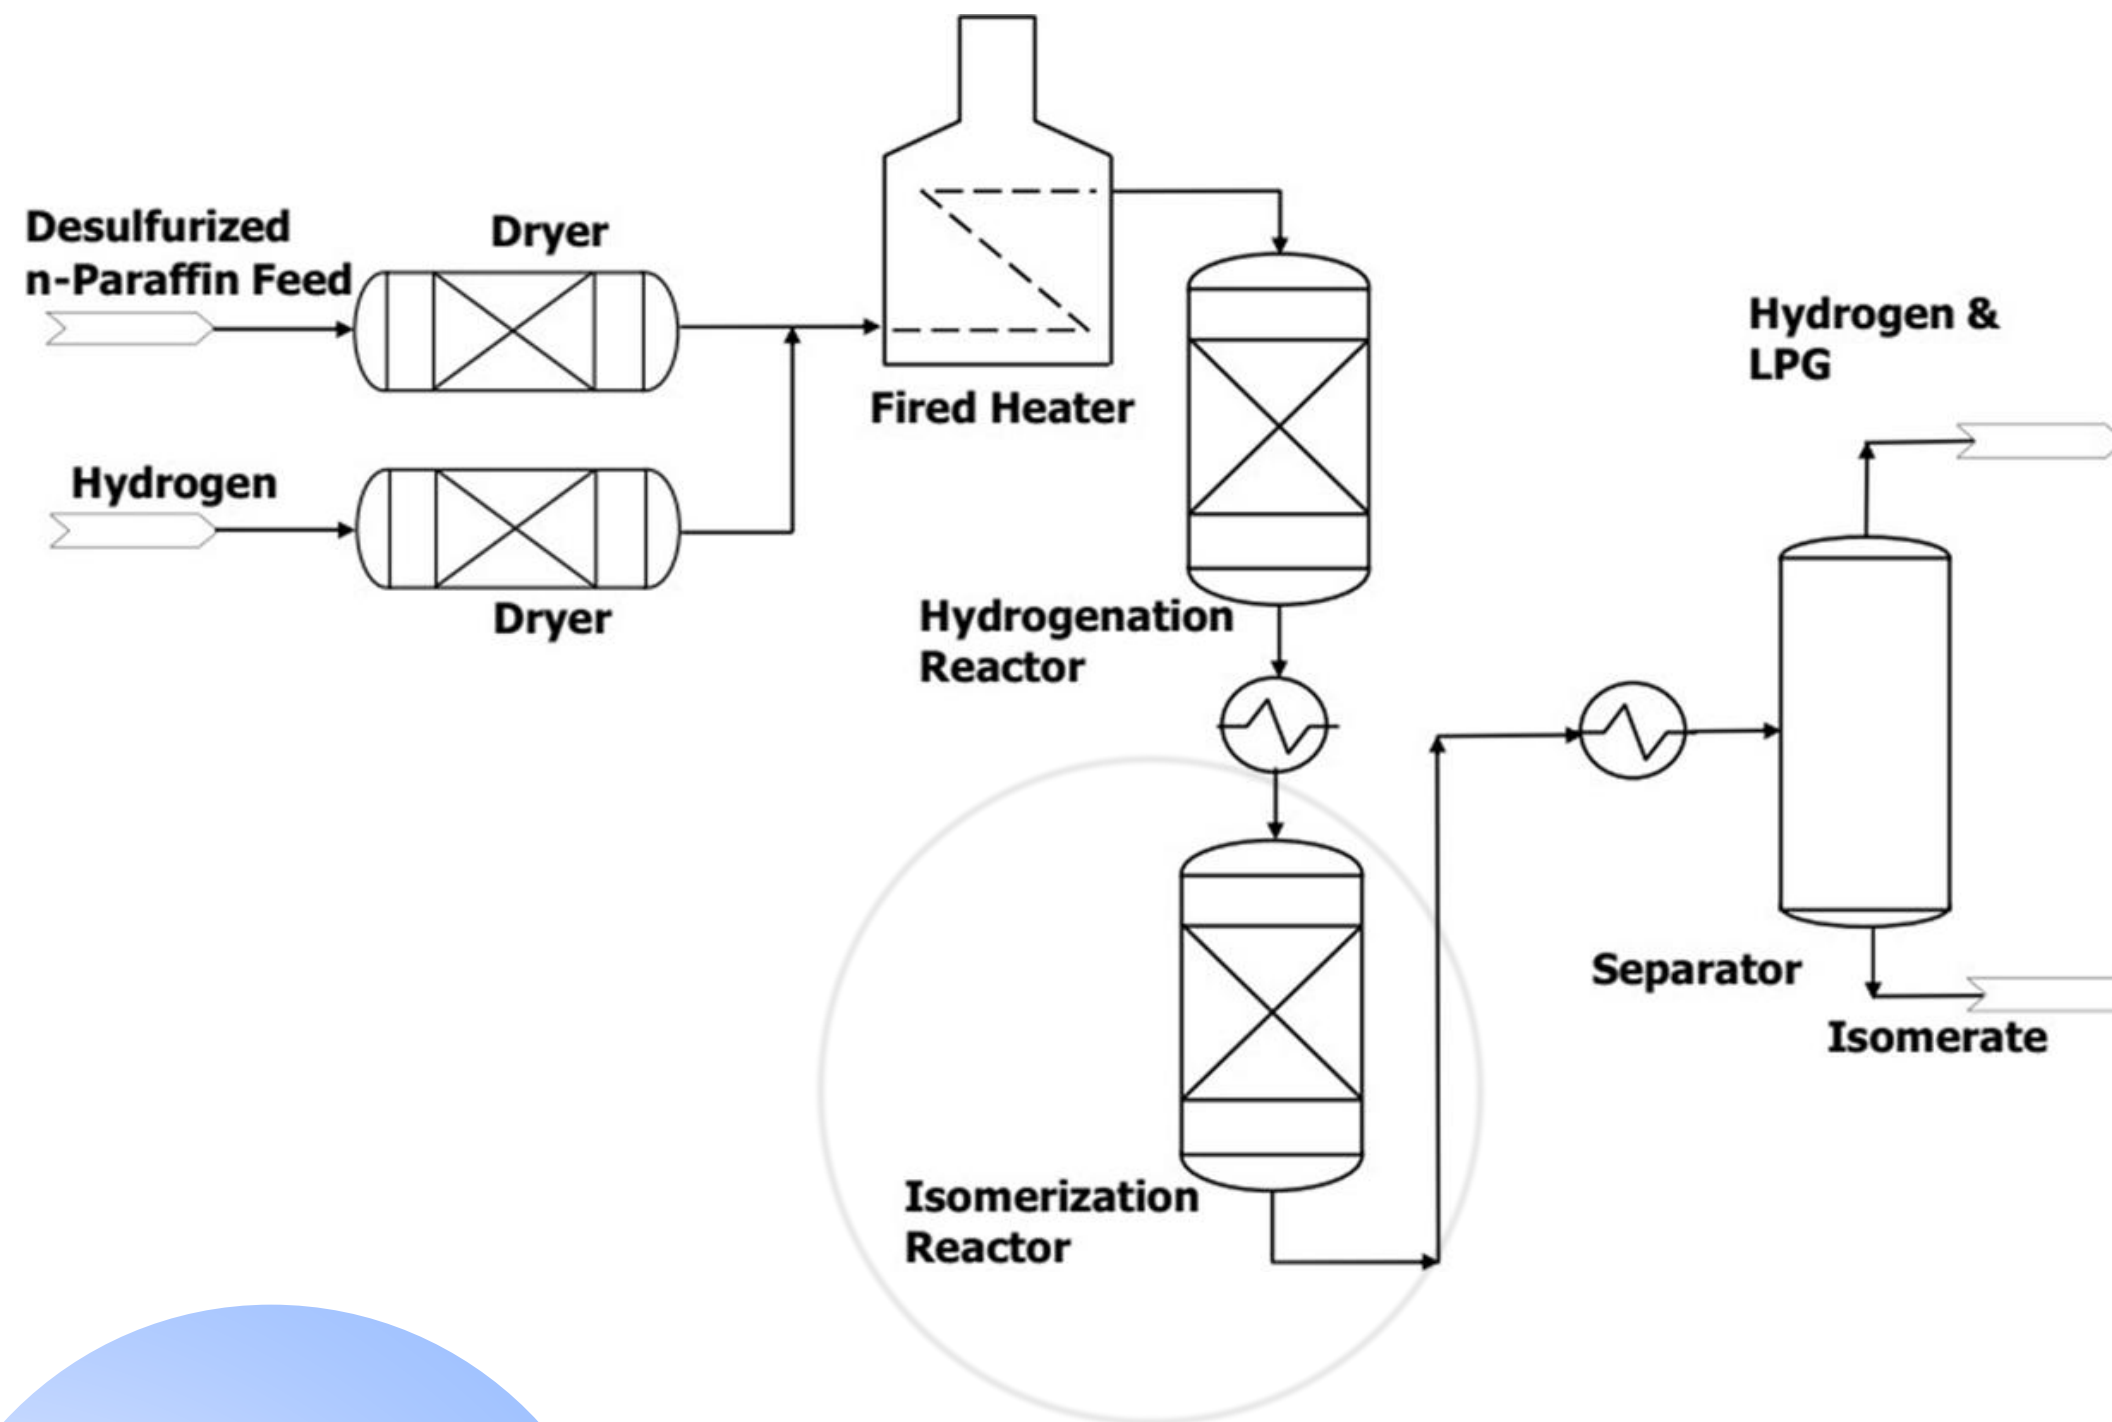 Desulfurized
n-Paraffin Feed
Dryer
Hydrogen
Dryer
Fired Heater
Hydrogenation
Reactor
Isomerization
Reactor
Hydrogen &
LPG
Separator
Isomerate